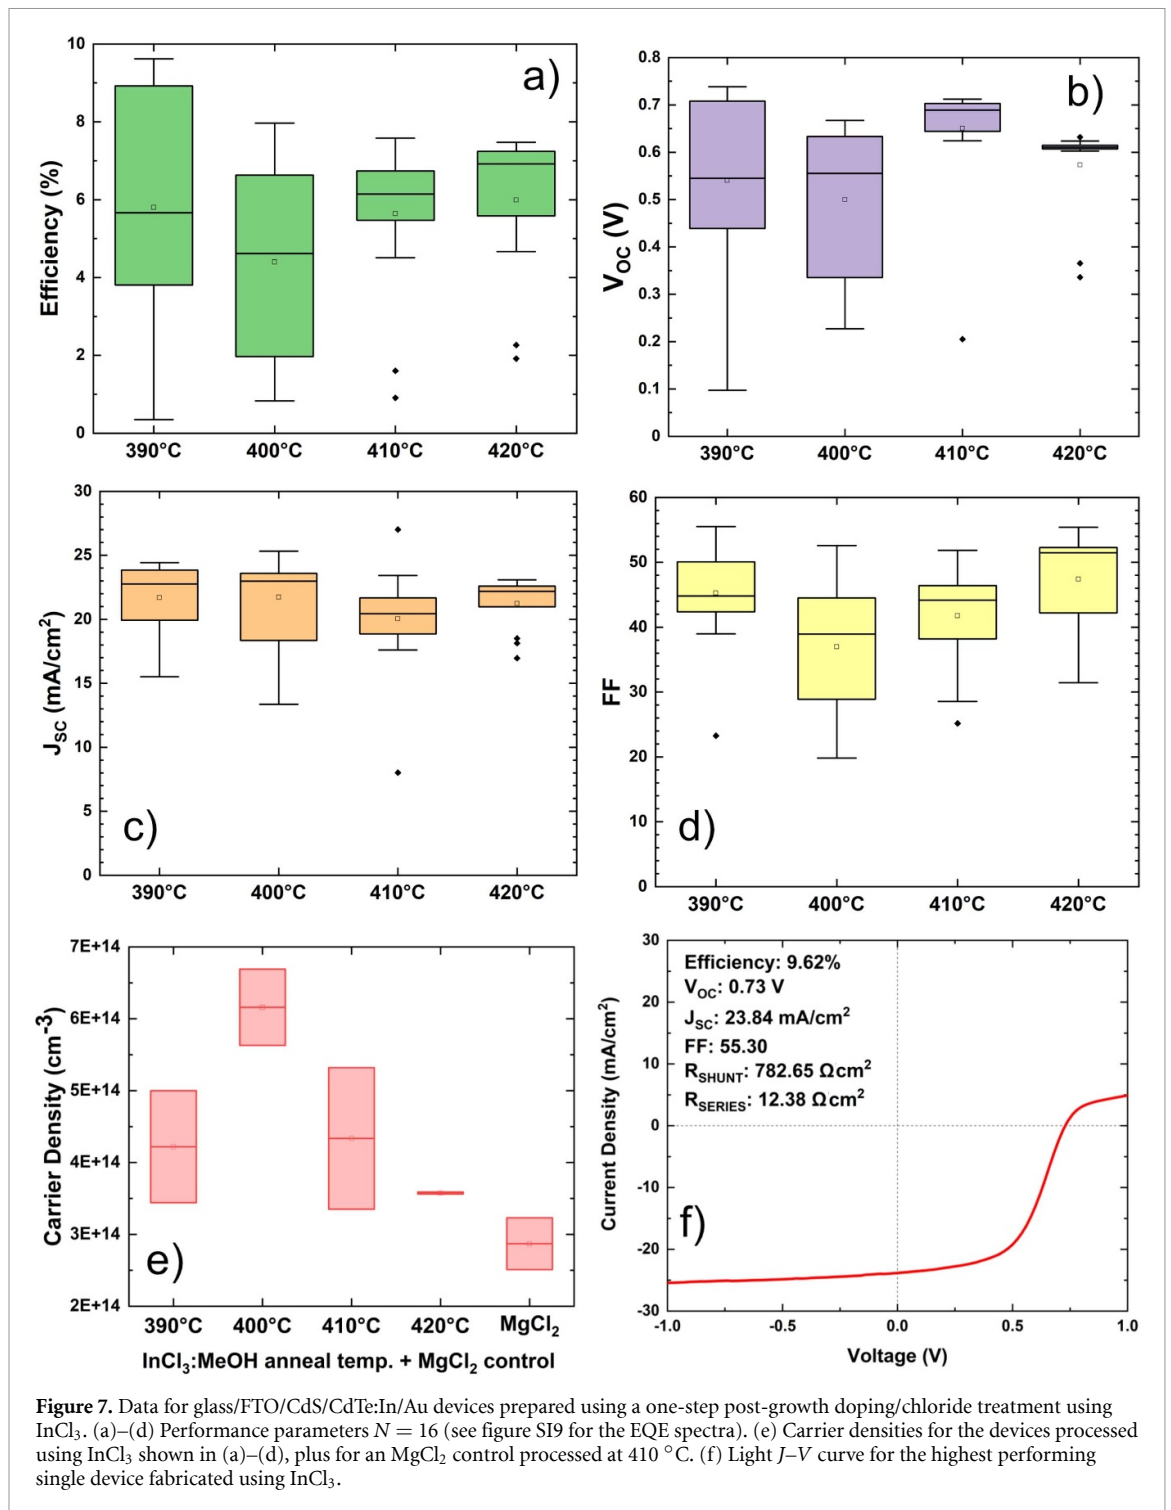 10
8
6
4
2
0
Efficiency (%)
a)
390°C 400°C 410°C 420°C
0.8
0.7
0.6
0.5
0.4
0.3
0.2
0.1
0
V_OC (V)
b)
390°C 400°C 410°C 420°C
30
25
20
15
10
5
0
J_SC (mA/cm²)
c)
390°C 400°C 410°C 420°C
60
50
40
30
20
10
0
FF
d)
390°C 400°C 410°C 420°C
7E+14
6E+14
5E+14
4E+14
3E+14
2E+14
Carrier Density (cm⁻³)
e)
390°C 400°C 410°C 420°C MgCl₂
InCl₃:MeOH anneal temp. + MgCl₂ control
30
20
10
0
-10
-20
-30
Current Density (mA/cm²)
Efficiency: 9.62%
V_OC: 0.73 V
J_SC: 23.84 mA/cm²
FF: 55.30
R_SHUNT: 782.65 Ωcm²
R_SERIES: 12.38 Ωcm²
f)
-1.0 -0.5 0.0 0.5 1.0
Voltage (V)
Figure 7. Data for glass/FTO/CdS/CdTe:In/Au devices prepared using a one-step post-growth doping/chloride treatment using
InCl₃. (a)–(d) Performance parameters N = 16 (see figure SI9 for the EQE spectra). (e) Carrier densities for the devices processed
using InCl₃ shown in (a)–(d), plus for an MgCl₂ control processed at 410 °C. (f) Light J–V curve for the highest performing
single device fabricated using InCl₃.